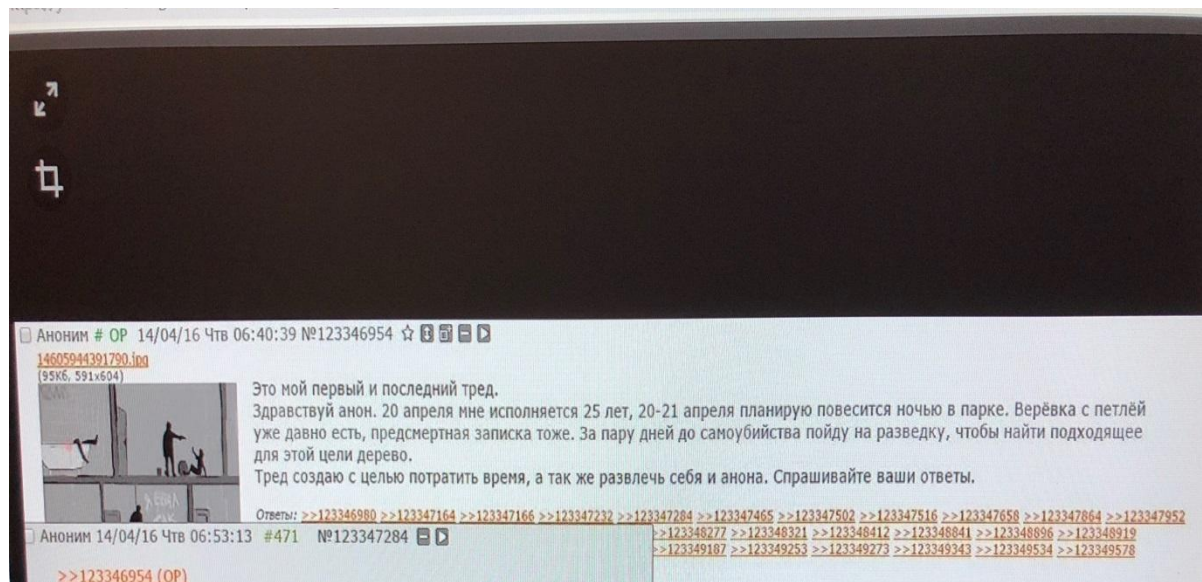 Аноним # OP 14/04/16 Чтв 06:40:39 №123346954
14605944391790.jpg
(95Кб, 591x604)
Это мой первый и последний тред.
Здравствуй анон. 20 апреля мне исполняется 25 лет, 20-21 апреля планирую повесится ночью в парке. Верёвка с петлёй
уже давно есть, предсмертная записка тоже. За пару дней до самоубийства пойду на разведку, чтобы найти подходящее
для этой цели дерево.
Тред создаю с целью потратить время, а так же развлечь себя и анона. Спрашивайте ваши ответы.
Ответы: >>123346980 >>123347164 >>123347166 >>123347232 >>123347284 >>123347465 >>123347502 >>123347516 >>123347658 >>123347864 >>123347952
>>123348277 >>123348321 >>123348412 >>123348841 >>123348896 >>123348919
>>123349187 >>123349253 >>123349273 >>123349343 >>123349534 >>123349578
Аноним 14/04/16 Чтв 06:53:13 #471 №123347284
>>123346954 (OP)